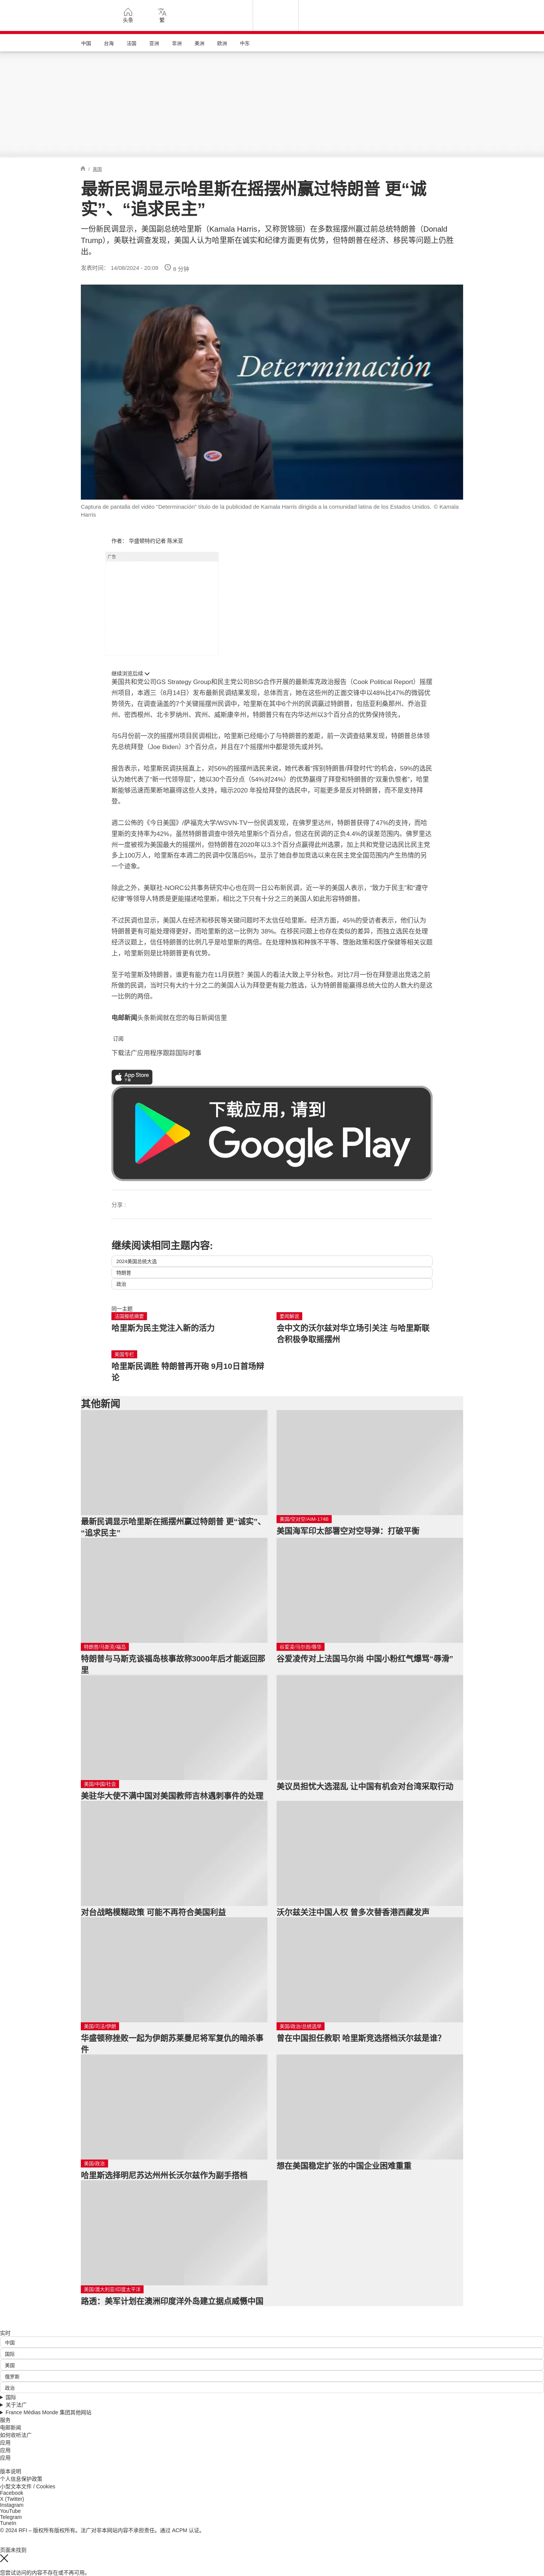 头条
繁
中国
台海
法国
亚洲
非洲
美洲
欧洲
中东
/ 美国
最新民调显示哈里斯在摇摆州赢过特朗普 更“诚
实”、“追求民主”
一份新民调显示，美国副总统哈里斯（Kamala Harris，又称贺锦丽）在多数摇摆州赢过前总统特朗普（Donald
Trump），美联社调查发现，美国人认为哈里斯在诚实和纪律方面更有优势，但特朗普在经济、移民等问题上仍胜
出。
发表时间： 14/08/2024 - 20:09
8 分钟
Determinación
Captura de pantalla del vidéo "Determinación" título de la publicidad de Kamala Harris dirigida a la comunidad latina de los Estados Unidos. © Kamala
Harris
作者： 华盛顿特约记者 陈米亚
广告
继续浏览后续
美国共和党公司GS Strategy Group和民主党公司BSG合作开展的最新库克政治报告（Cook Political Report）摇摆
州项目，本週三（8月14日）发布最新民调结果发现，总体而言，她在这些州的正面交锋中以48%比47%的微弱优
势领先，在调查涵盖的7个关键摇摆州民调中，哈里斯在其中6个州的民调赢过特朗普，包括亚利桑那州、乔治亚
州、密西根州、北卡罗纳州、宾州、威斯康辛州，特朗普只有在内华达州以3个百分点的优势保持领先，
与5月份前一次的摇摆州项目民调相比，哈里斯已经缩小了与特朗普的差距，前一次调查结果发现，特朗普总体领
先总统拜登（Joe Biden）3个百分点，并且在7个摇摆州中都是领先或并列。
报告表示，哈里斯民调扶摇直上，对56%的摇摆州选民来说，她代表着“挥别特朗普/拜登时代”的机会，59%的选民
认为她代表了“新一代领导层”，她以30个百分点（54%对24%）的优势赢得了拜登和特朗普的“双重仇恨者”，哈里
斯能够迅速而果断地赢得这些人支持，暗示2020 年投给拜登的选民中，可能更多是反对特朗普，而不是支持拜
登。
週二公佈的《今日美国》/萨福克大学/WSVN-TV一份民调发现，在佛罗里达州，特朗普获得了47%的支持，而哈
里斯的支持率为42%，虽然特朗普调查中领先哈里斯5个百分点，但这在民调的正负4.4%的误差范围内。佛罗里达
州一度被视为美国最大的摇摆州，但特朗普在2020年以3.3个百分点赢得此州选票，加上共和党登记选民比民主党
多上100万人，哈里斯在本週二的民调中仅落后5%，显示了她自参加竞选以来在民主党全国范围内产生热情的另
一个迹象。
除此之外，美联社-NORC公共事务研究中心也在同一日公布新民调，近一半的美国人表示，“致力于民主”和“遵守
纪律”等领导人特质是更能描述哈里斯，相比之下只有十分之三的美国人如此形容特朗普。
不过民调也显示，美国人在经济和移民等关键问题时不太信任哈里斯。经济方面，45%的受访者表示，他们认为
特朗普更有可能处理得更好，而哈里斯的这一比例为 38%。在移民问题上也存在类似的差异，而独立选民在处理
经济议题上，信任特朗普的比例几乎是哈里斯的两倍。在处理种族和种族不平等、堕胎政策和医疗保健等相关议题
上，哈里斯则是比特朗普更有优势。
至于哈里斯及特朗普，谁更有能力在11月获胜？美国人的看法大致上平分秋色。对比7月一份在拜登退出竞选之前
所做的民调，当时只有大约十分之二的美国人认为拜登更有能力胜选，认为特朗普能赢得总统大位的人数大约是这
一比例的两倍。
电邮新闻头条新闻就在您的每日新闻信里
订阅
下载法广应用程序跟踪国际时事
App Store
下载
下载应用，请到
Google Play
分享 :
继续阅读相同主题内容:
2024美国总统大选
特朗普
政治
同一主题
法国报纸摘要
哈里斯为民主党注入新的活力
要闻解说
会中文的沃尔兹对华立场引关注 与哈里斯联
合积极争取摇摆州
美国专栏
哈里斯民调胜 特朗普再开砲 9月10日首场辩
论
其他新闻
最新民调显示哈里斯在摇摆州赢过特朗普 更“诚实”、
“追求民主”
美国/空对空/AIM-174B
美国海军印太部署空对空导弹：打破平衡
特朗普/马斯克/福岛
特朗普与马斯克谈福岛核事故称3000年后才能返回那
里
谷爱凌/马尔尚/辱华
谷爱凌传对上法国马尔尚 中国小粉红气爆骂“辱滑”
美国/中国/社会
美驻华大使不满中国对美国教师吉林遇刺事件的处理
美议员担忧大选混乱 让中国有机会对台湾采取行动
对台战略模糊政策 可能不再符合美国利益
沃尔兹关注中国人权 曾多次替香港西藏发声
美国/司法/伊朗
华盛顿称挫败一起为伊朗苏莱曼尼将军复仇的暗杀事
件
美国/政治/总统选举
曾在中国担任教职 哈里斯竞选搭档沃尔兹是谁?
美国/政治
哈里斯选择明尼苏达州州长沃尔兹作为副手搭档
想在美国稳定扩张的中国企业困难重重
美国/澳大利亚/印度太平洋
路透：美军计划在澳洲印度洋外岛建立据点威慑中国
实时
中国
国际
美国
俄罗斯
政治
国际
关于法广
France Médias Monde 集团其他网站
服务
电邮新闻
如何收听法广
应用
应用
应用
版本说明
个人信息保护政策
小型文本文件 / Cookies
Facebook
X (Twitter)
Instagram
YouTube
Telegram
TuneIn
© 2024 RFI – 版权所有版权所有。法广对非本网站内容不承担责任。通过 ACPM 认证。
页面未找到
您尝试访问的内容不存在或不再可用。